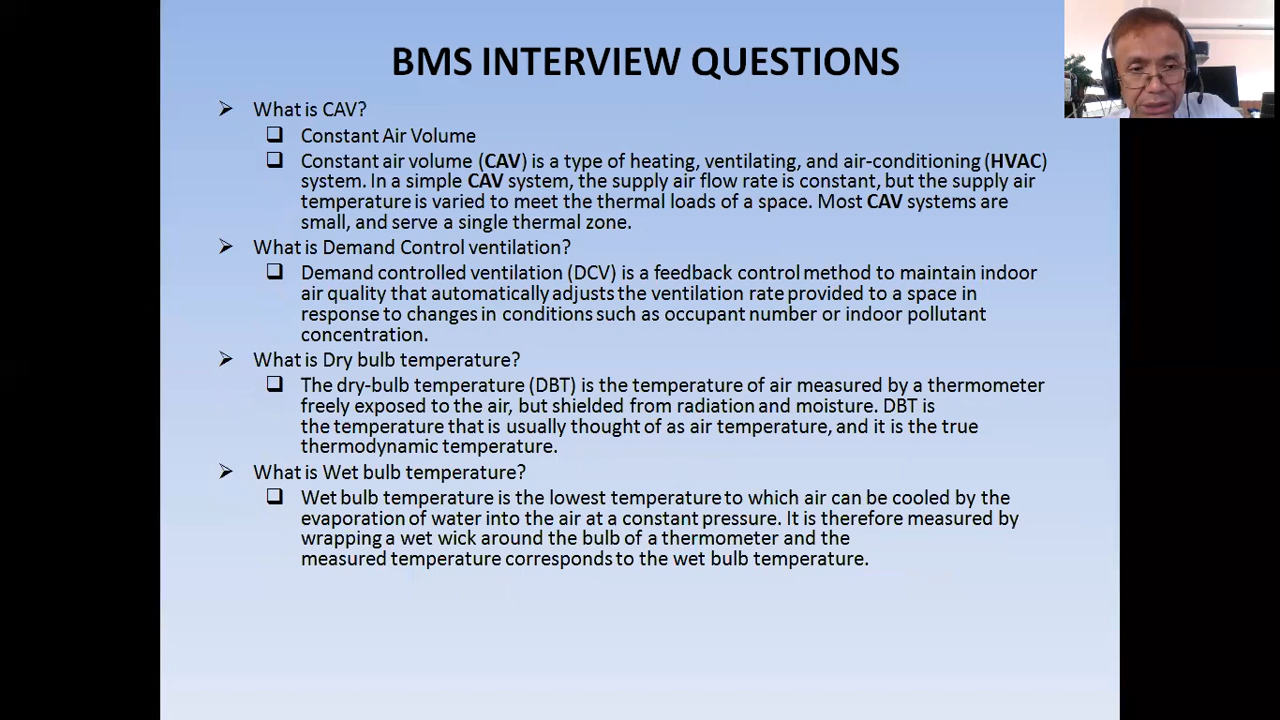 BMS INTERVIEW QUESTIONS
What is CAV?
Constant Air Volume
Constant air volume (CAV) is a type of heating, ventilating, and air-conditioning (HVAC)
system. In a simple CAV system, the supply air flow rate is constant, but the supply air
temperature is varied to meet the thermal loads of a space. Most CAV systems are
small, and serve a single thermal zone.
What is Demand Control ventilation?
Demand controlled ventilation (DCV) is a feedback control method to maintain indoor
air quality that automatically adjusts the ventilation rate provided to a space in
response to changes in conditions such as occupant number or indoor pollutant
concentration.
What is Dry bulb temperature?
The dry-bulb temperature (DBT) is the temperature of air measured by a thermometer
freely exposed to the air, but shielded from radiation and moisture. DBT is
the temperature that is usually thought of as air temperature, and it is the true
thermodynamic temperature.
What is Wet bulb temperature?
Wet bulb temperature is the lowest temperature to which air can be cooled by the
evaporation of water into the air at a constant pressure. It is therefore measured by
wrapping a wet wick around the bulb of a thermometer and the
measured temperature corresponds to the wet bulb temperature.